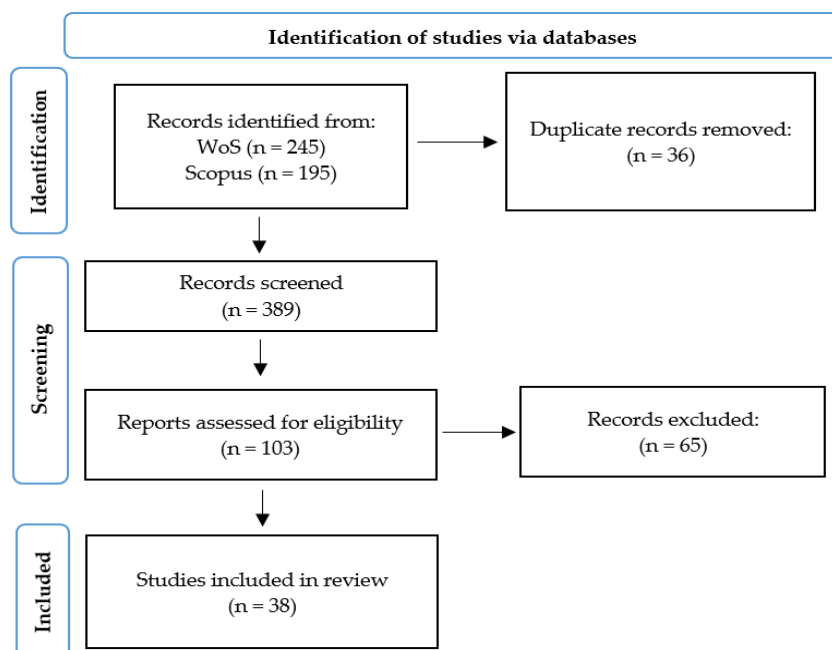 Identification of studies via databases
Identification
Records identified from:
WoS (n = 245)
Scopus (n = 195)
Duplicate records removed:
(n = 36)
Screening
Records screened
(n = 389)
Reports assessed for eligibility
(n = 103)
Records excluded:
(n = 65)
Included
Studies included in review
(n = 38)